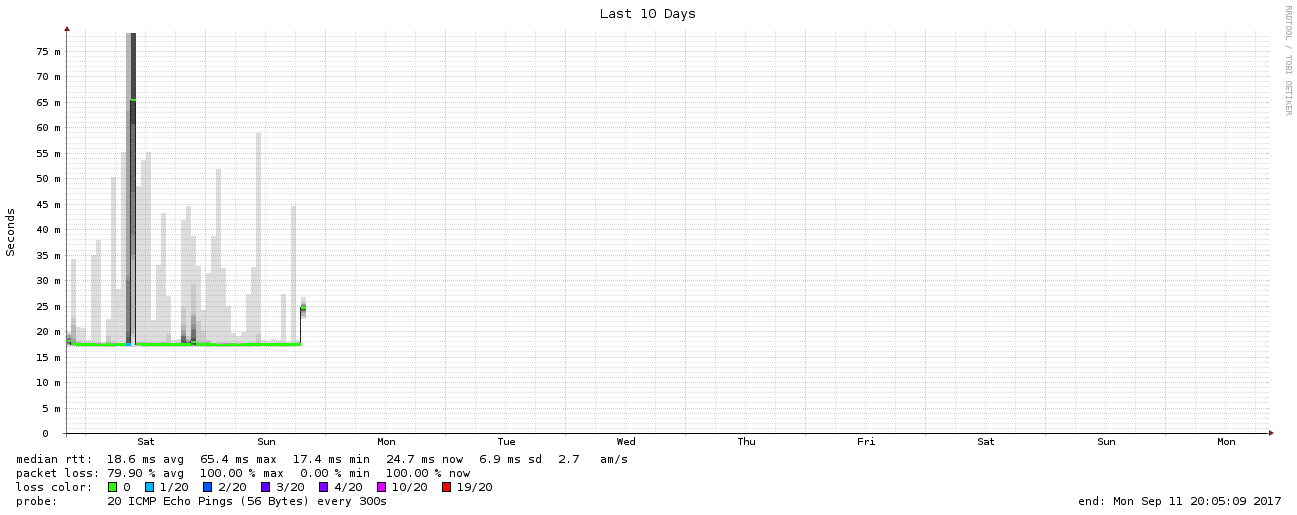 Last 10 Days
RRDTOOL / TOBI OETIKER
Seconds
75 m
70 m
65 m
60 m
55 m
50 m
45 m
40 m
35 m
30 m
25 m
20 m
15 m
10 m
5 m
0
Sat Sun Mon Tue Wed Thu Fri Sat Sun Mon
median rtt: 18.6 ms avg 65.4 ms max 17.4 ms min 24.7 ms now 6.9 ms sd 2.7 am/s
packet loss: 79.90 % avg 100.00 % max 0.00 % min 100.00 % now
loss color: 0 1/20 2/20 3/20 4/20 10/20 19/20
probe: 20 ICMP Echo Pings (56 Bytes) every 300s end: Mon Sep 11 20:05:09 2017